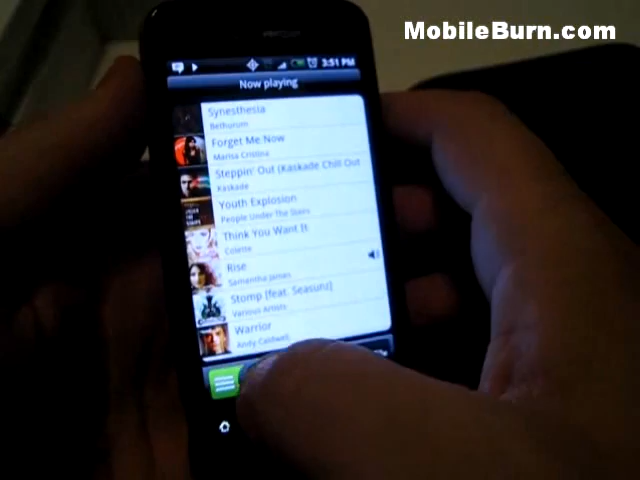 MobileBurn.com
verizon
3:51 PM
Now playing
Synesthesia
Bethurum
Forget Me Now
Marisa Cristina
Steppin' Out (Kaskade Chill Out
Kaskade
Youth Explosion
People Under The Stairs
Think You Want It
Colette
Rise
Samantha James
Stomp [feat. Seasunz]
Various Artists
Warrior
Andy Caldwell